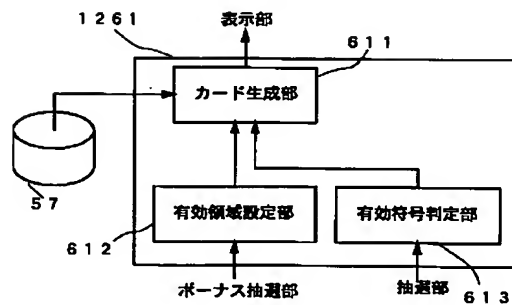 表示部
1261
611
カード生成部
57
有効領域設定部
有効符号判定部
612
613
ボーナス抽選部
抽選部